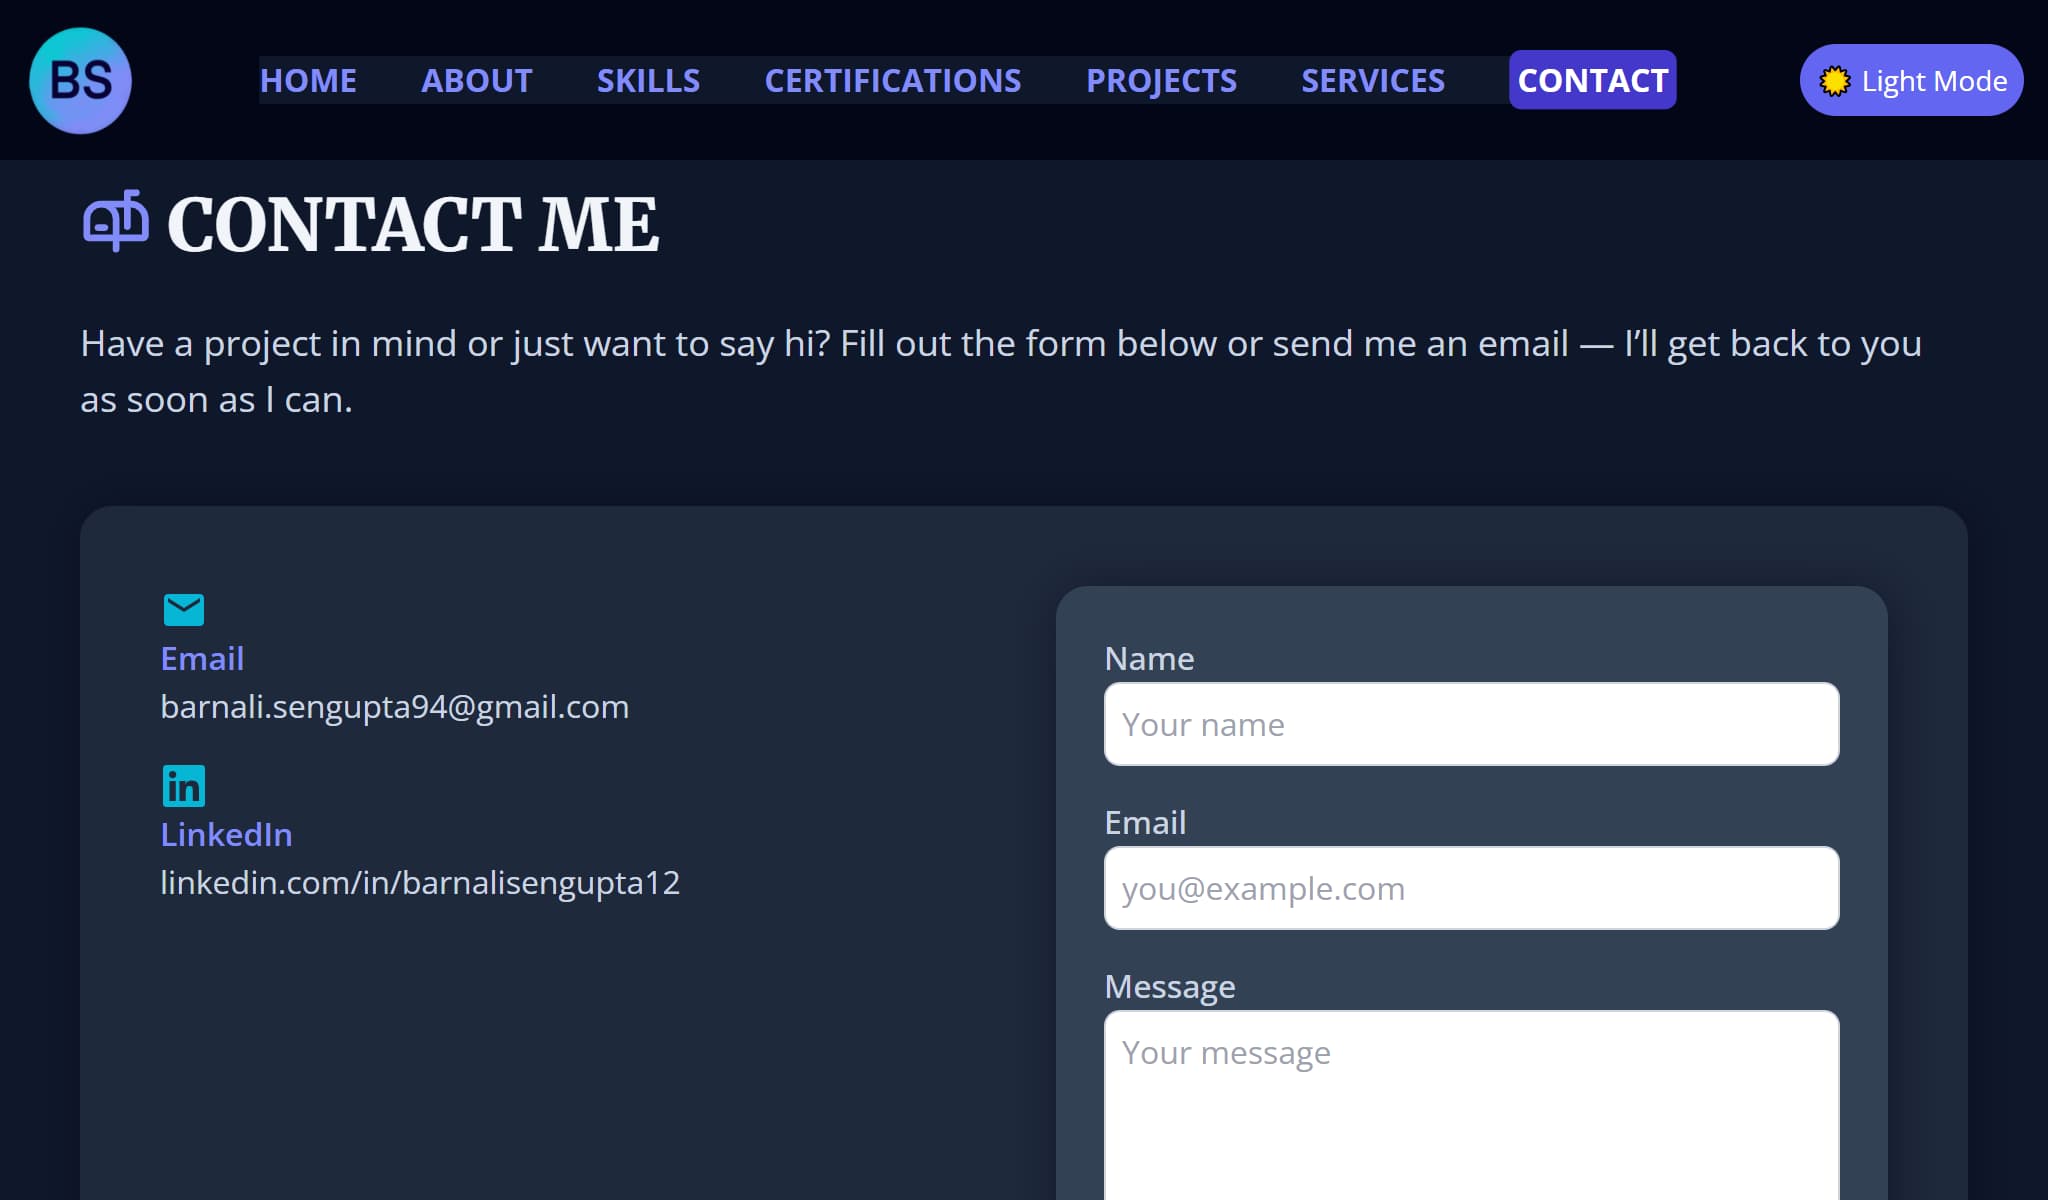 BS
HOME ABOUT SKILLS CERTIFICATIONS PROJECTS SERVICES CONTACT Light Mode
CONTACT ME
Have a project in mind or just want to say hi? Fill out the form below or send me an email — I’ll get back to you
as soon as I can.
Email
barnali.sengupta94@gmail.com
in
LinkedIn
linkedin.com/in/barnalisengupta12
Name
Your name
Email
you@example.com
Message
Your message